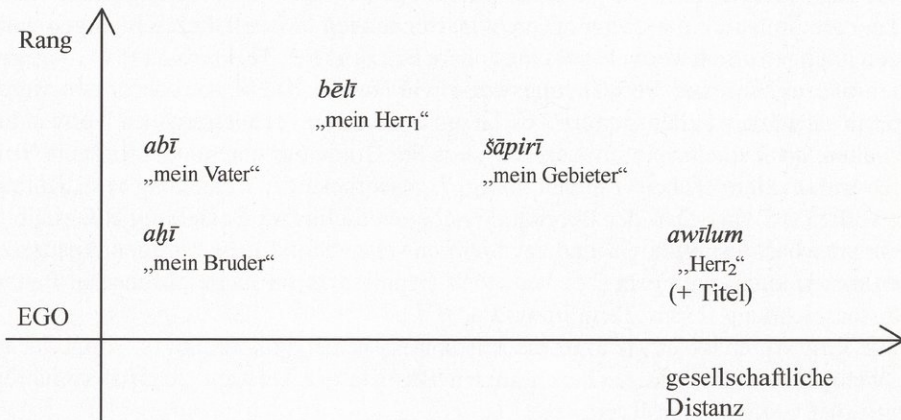 Rang
bēlī
„mein Herr₁“
abī
„mein Vater“
šāpirī
„mein Gebieter“
aḫī
„mein Bruder“
awīlum
„Herr₂“
(+ Titel)
EGO
gesellschaftliche
Distanz